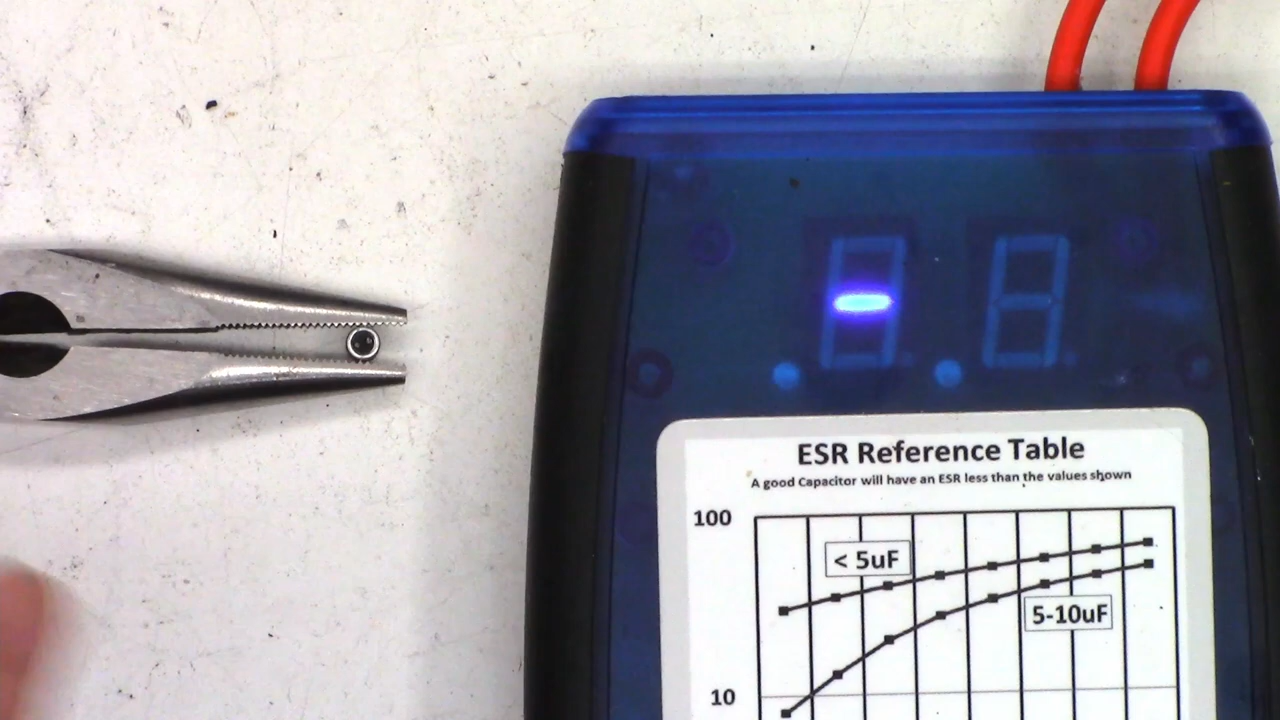 ESR Reference Table
A good Capacitor will have an ESR less than the values shown
100
< 5uF
5-10uF
10